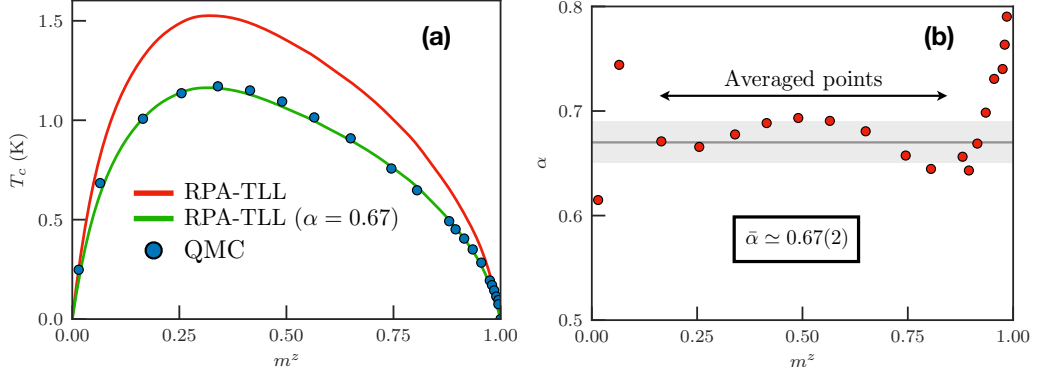 (a)
1.5
1.0
0.5
0.0
T_c (K)
RPA-TLL
RPA-TLL (α = 0.67)
QMC
0.00
0.25
0.50
0.75
1.00
m^z
(b)
0.8
0.7
0.6
0.5
α
Averaged points
ᾱ ≃ 0.67(2)
0.00
0.25
0.50
0.75
1.00
m^z